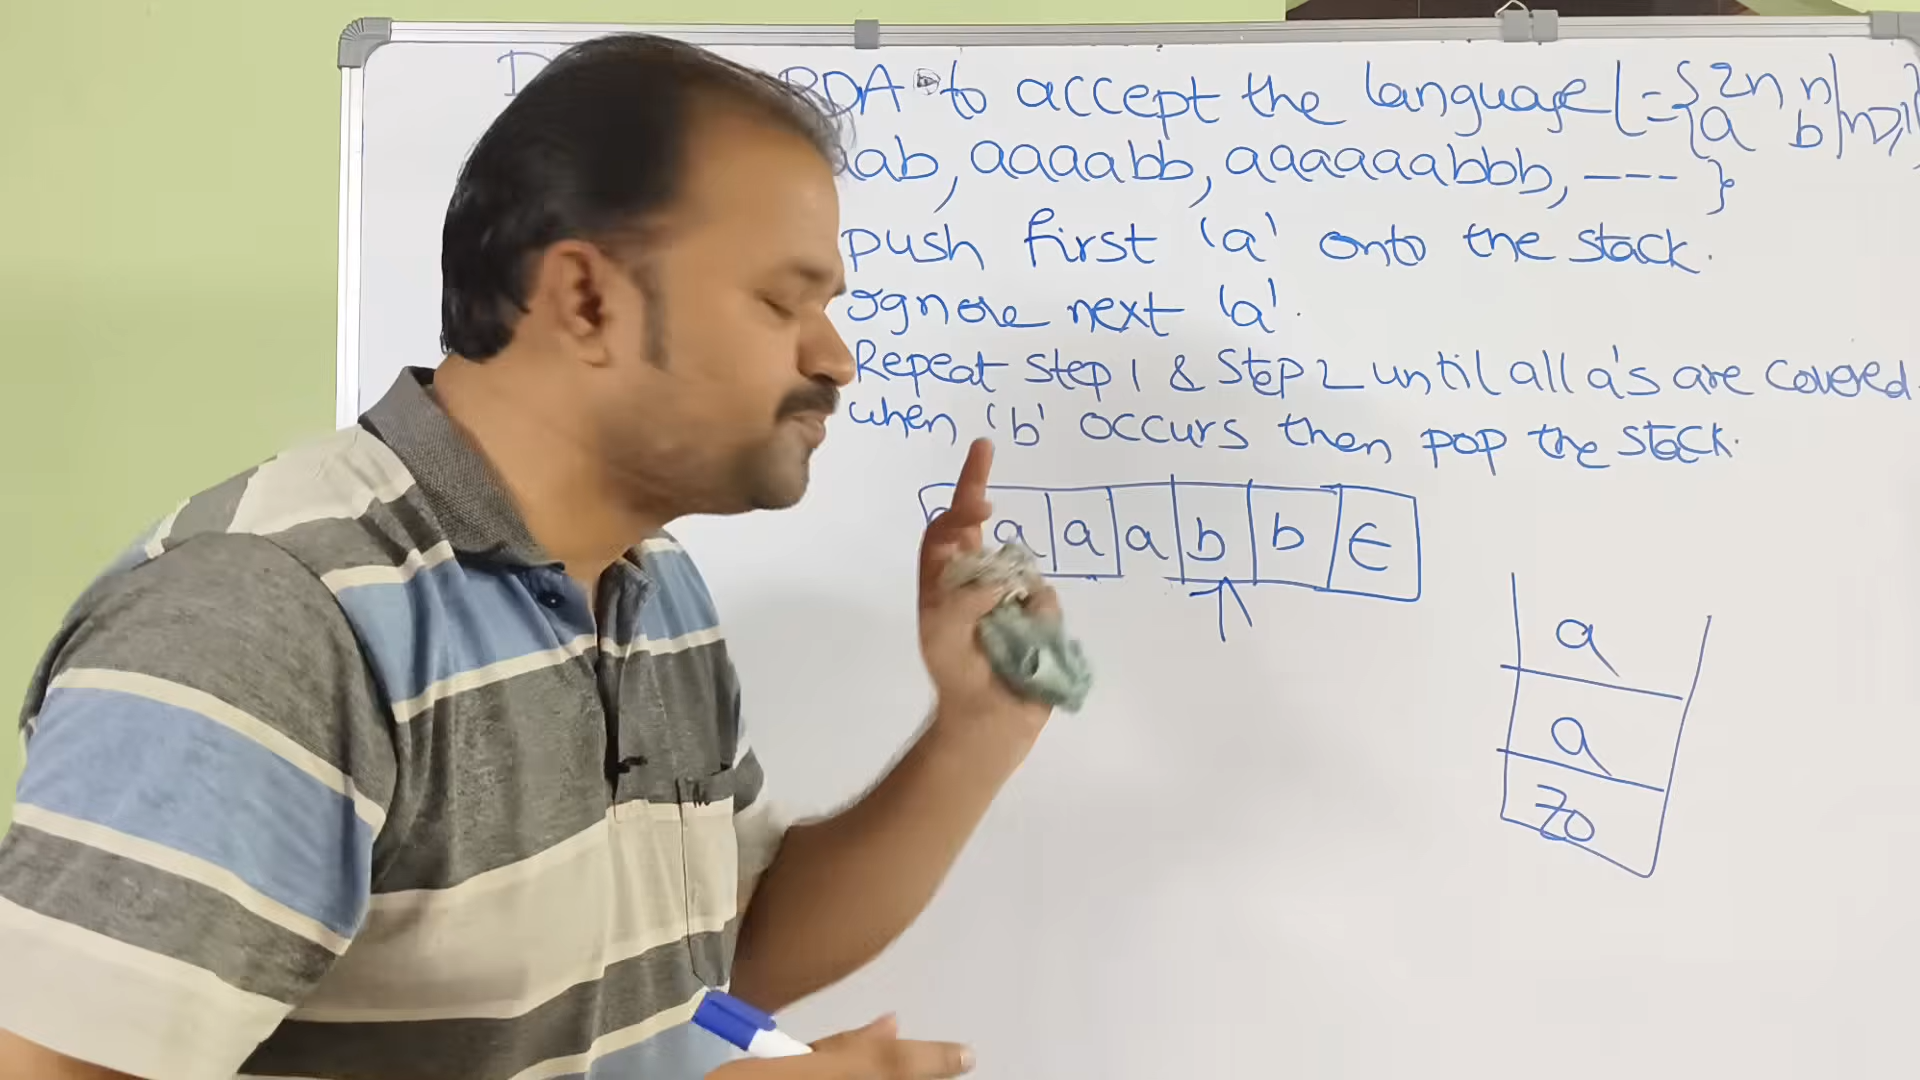 PDA to accept the language L={a^2n b^n|n≥1}
aab, aaaabb, aaaaaabbb, --- }
push first 'a' onto the stack.
Ignore next 'a'.
Repeat Step 1 & Step 2 until all a's are covered.
when 'b' occurs then pop the stack.
a a a b b ∈
a
a
Z0